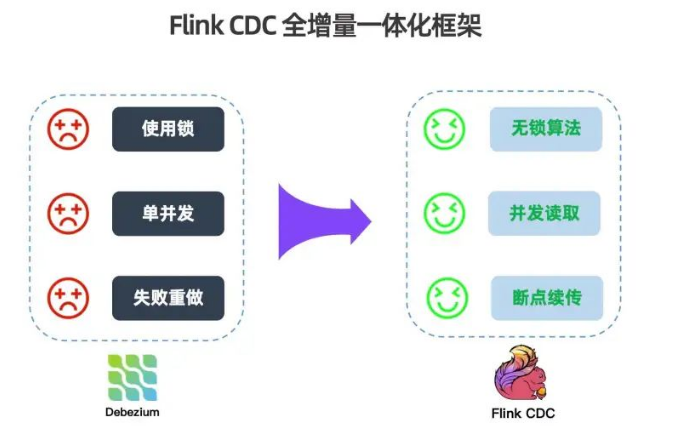 Flink CDC 全增量一体化框架
使用锁
无锁算法
单并发
并发读取
失败重做
断点续传
Debezium
Flink CDC